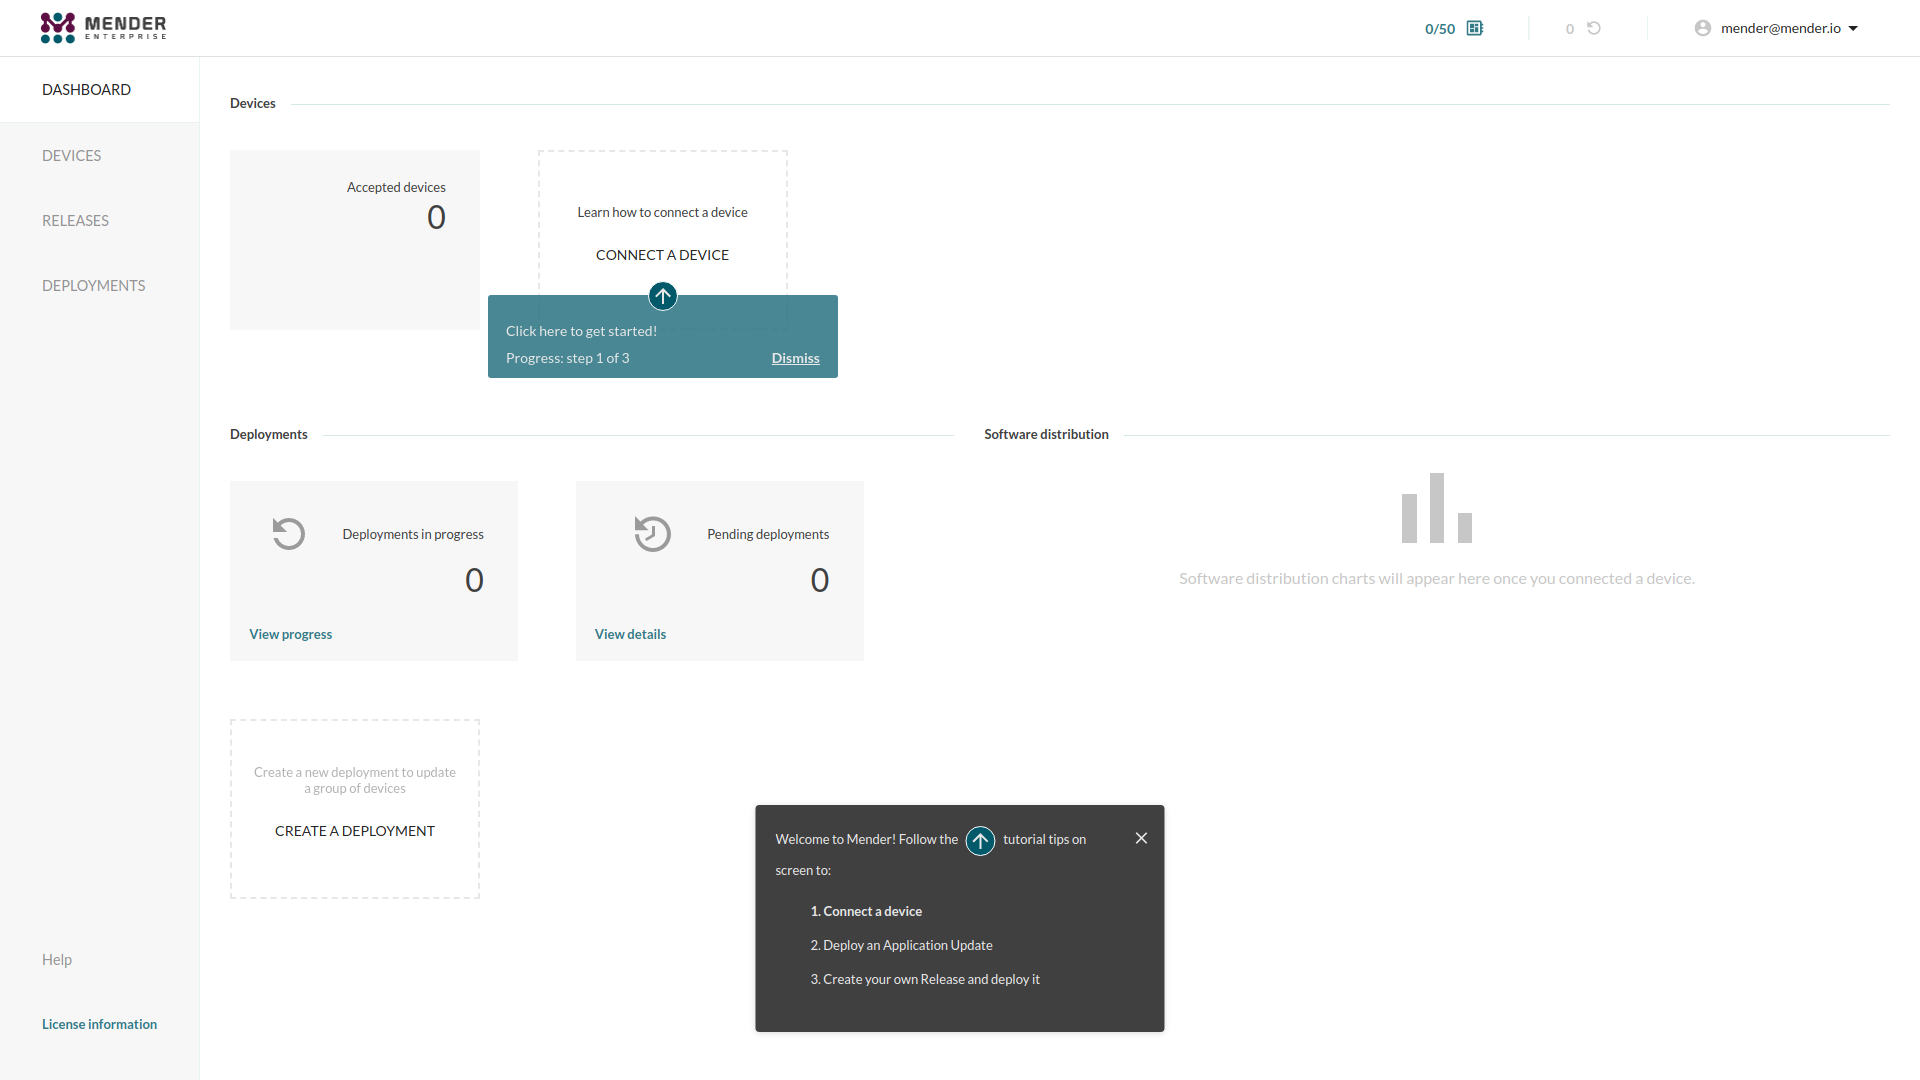 MENDER
ENTERPRISE
0/50
0
mender@mender.io
DASHBOARD
DEVICES
RELEASES
DEPLOYMENTS
Help
License information
Devices
Accepted devices
0
Learn how to connect a device
CONNECT A DEVICE
Click here to get started!
Progress: step 1 of 3
Dismiss
Deployments
Deployments in progress
0
View progress
Pending deployments
0
View details
Software distribution
Software distribution charts will appear here once you connected a device.
Create a new deployment to update
a group of devices
CREATE A DEPLOYMENT
Welcome to Mender! Follow the tutorial tips on
screen to:
1. Connect a device
2. Deploy an Application Update
3. Create your own Release and deploy it